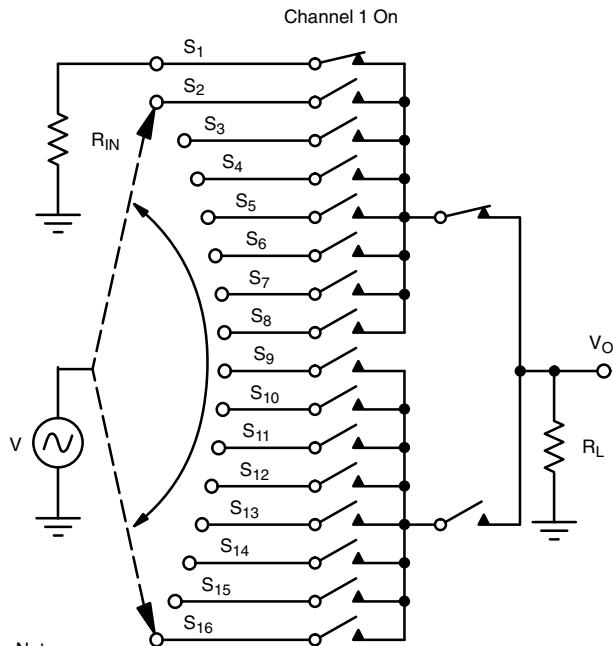 Channel 1 On
S1
S2
RIN
S3
S4
S5
S6
S7
S8
VO
S9
S10
V
S11
RL
S12
S13
S14
S15
S16